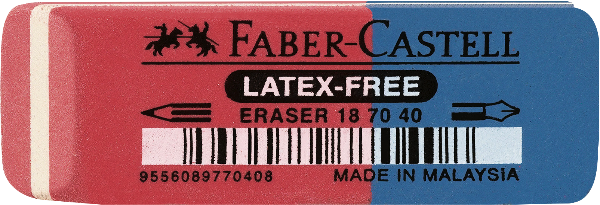 FABER-CASTELL
LATEX-FREE
ERASER 18 70 40
9556089770408 MADE IN MALAYSIA